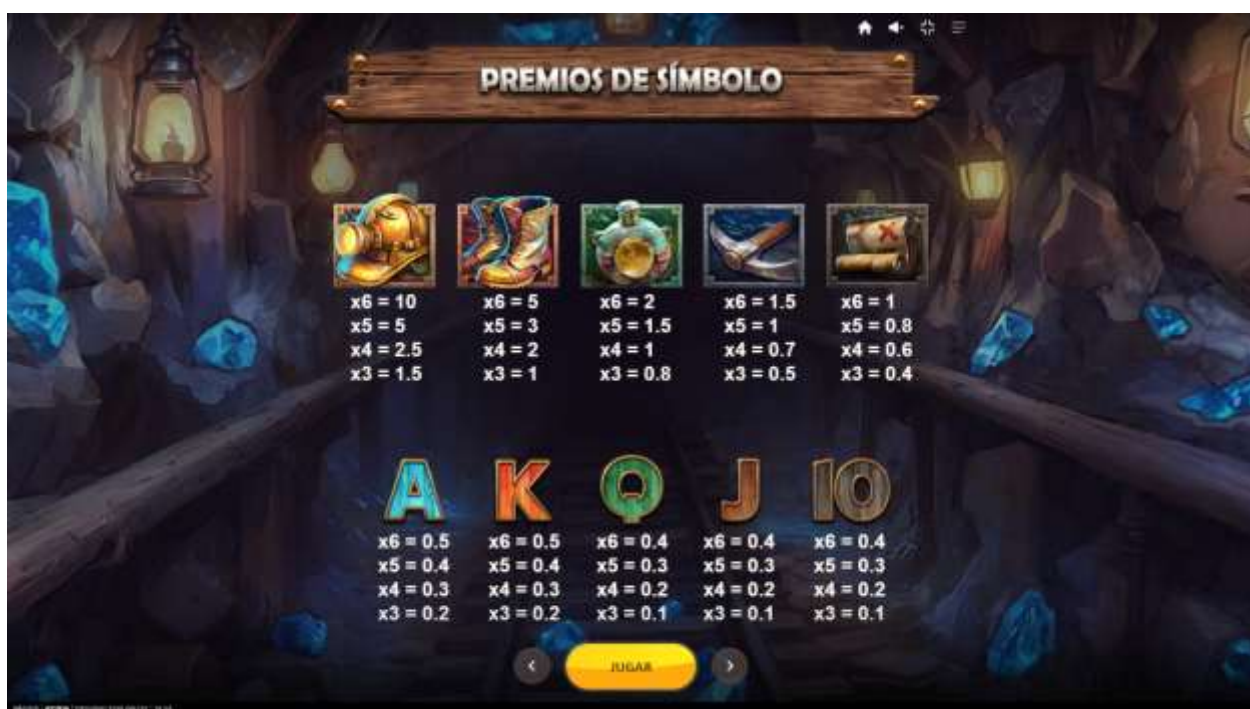 PREMIOS DE SÍMBOLO
x6 = 10
x5 = 5
x4 = 2.5
x3 = 1.5
x6 = 5
x5 = 3
x4 = 2
x3 = 1
x6 = 2
x5 = 1.5
x4 = 1
x3 = 0.8
x6 = 1.5
x5 = 1
x4 = 0.7
x3 = 0.5
x6 = 1
x5 = 0.8
x4 = 0.6
x3 = 0.4
A
x6 = 0.5
x5 = 0.4
x4 = 0.3
x3 = 0.2
K
x6 = 0.5
x5 = 0.4
x4 = 0.3
x3 = 0.2
Q
x6 = 0.4
x5 = 0.3
x4 = 0.2
x3 = 0.1
J
x6 = 0.4
x5 = 0.3
x4 = 0.2
x3 = 0.1
10
x6 = 0.4
x5 = 0.3
x4 = 0.2
x3 = 0.1
JUGAR